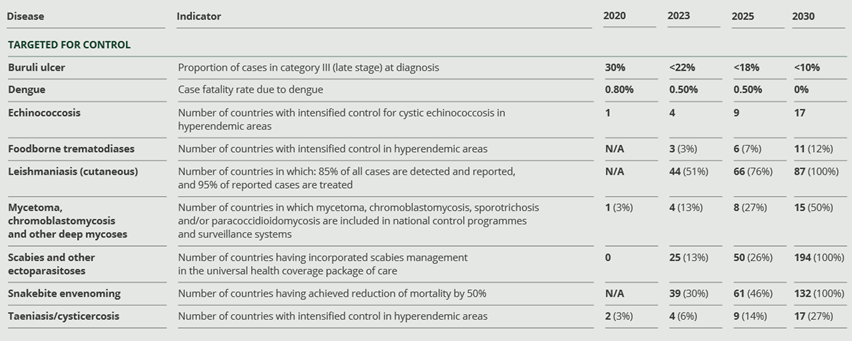 Disease Indicator 2020 2023 2025 2030
TARGETED FOR CONTROL
Buruli ulcer Proportion of cases in category III (late stage) at diagnosis 30% <22% <18% <10%
Dengue Case fatality rate due to dengue 0.80% 0.50% 0.50% 0%
Echinococcosis Number of countries with intensified control for cystic echinococcosis in 1 4 9 17
hyperendemic areas
Foodborne trematodiases Number of countries with intensified control in hyperendemic areas N/A 3 (3%) 6 (7%) 11 (12%)
Leishmaniasis (cutaneous) Number of countries in which: 85% of all cases are detected and reported, N/A 44 (51%) 66 (76%) 87 (100%)
and 95% of reported cases are treated
Mycetoma, Number of countries in which mycetoma, chromoblastomycosis, sporotrichosis 1 (3%) 4 (13%) 8 (27%) 15 (50%)
chromoblastomycosis and/or paracoccidioidomycosis are included in national control programmes
and other deep mycoses and surveillance systems
Scabies and other Number of countries having incorporated scabies management 0 25 (13%) 50 (26%) 194 (100%)
ectoparasitoses in the universal health coverage package of care
Snakebite envenoming Number of countries having achieved reduction of mortality by 50% N/A 39 (30%) 61 (46%) 132 (100%)
Taeniasis/cysticercosis Number of countries with intensified control in hyperendemic areas 2 (3%) 4 (6%) 9 (14%) 17 (27%)